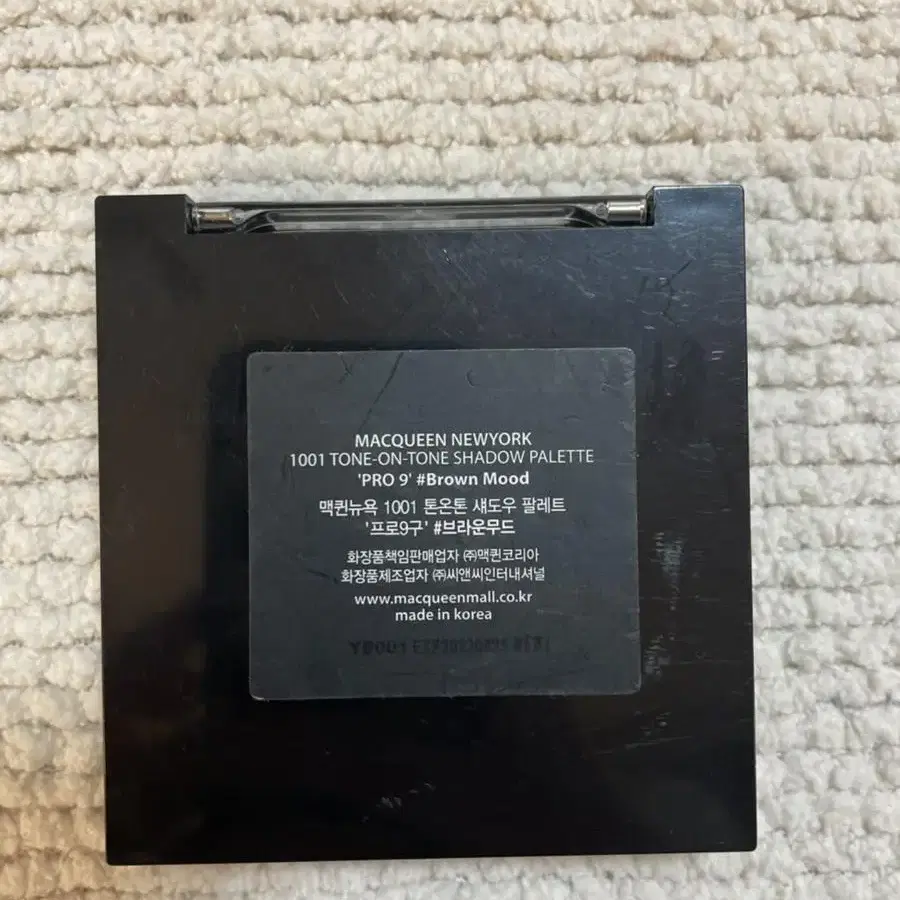 MACQUEEN NEWYORK
1001 TONE-ON-TONE SHADOW PALETTE
'PRO 9' #Brown Mood
맥퀸뉴욕 1001 톤온톤 섀도우 팔레트
'프로9구' #브라운무드
화장품책임판매업자 ㈜맥퀸코리아
화장품제조업자 ㈜씨앤씨인터내셔널
www.macqueenmall.co.kr
made in korea